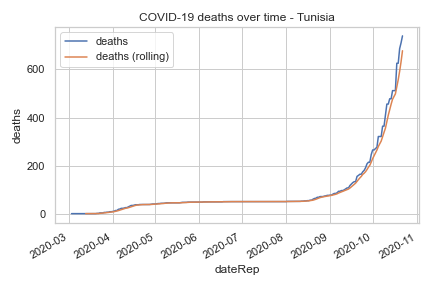 COVID-19 deaths over time - Tunisia
deaths
deaths (rolling)
600
400
200
0
deaths
2020-03
2020-04
2020-05
2020-06
2020-07
2020-08
2020-09
2020-10
2020-11
dateRep